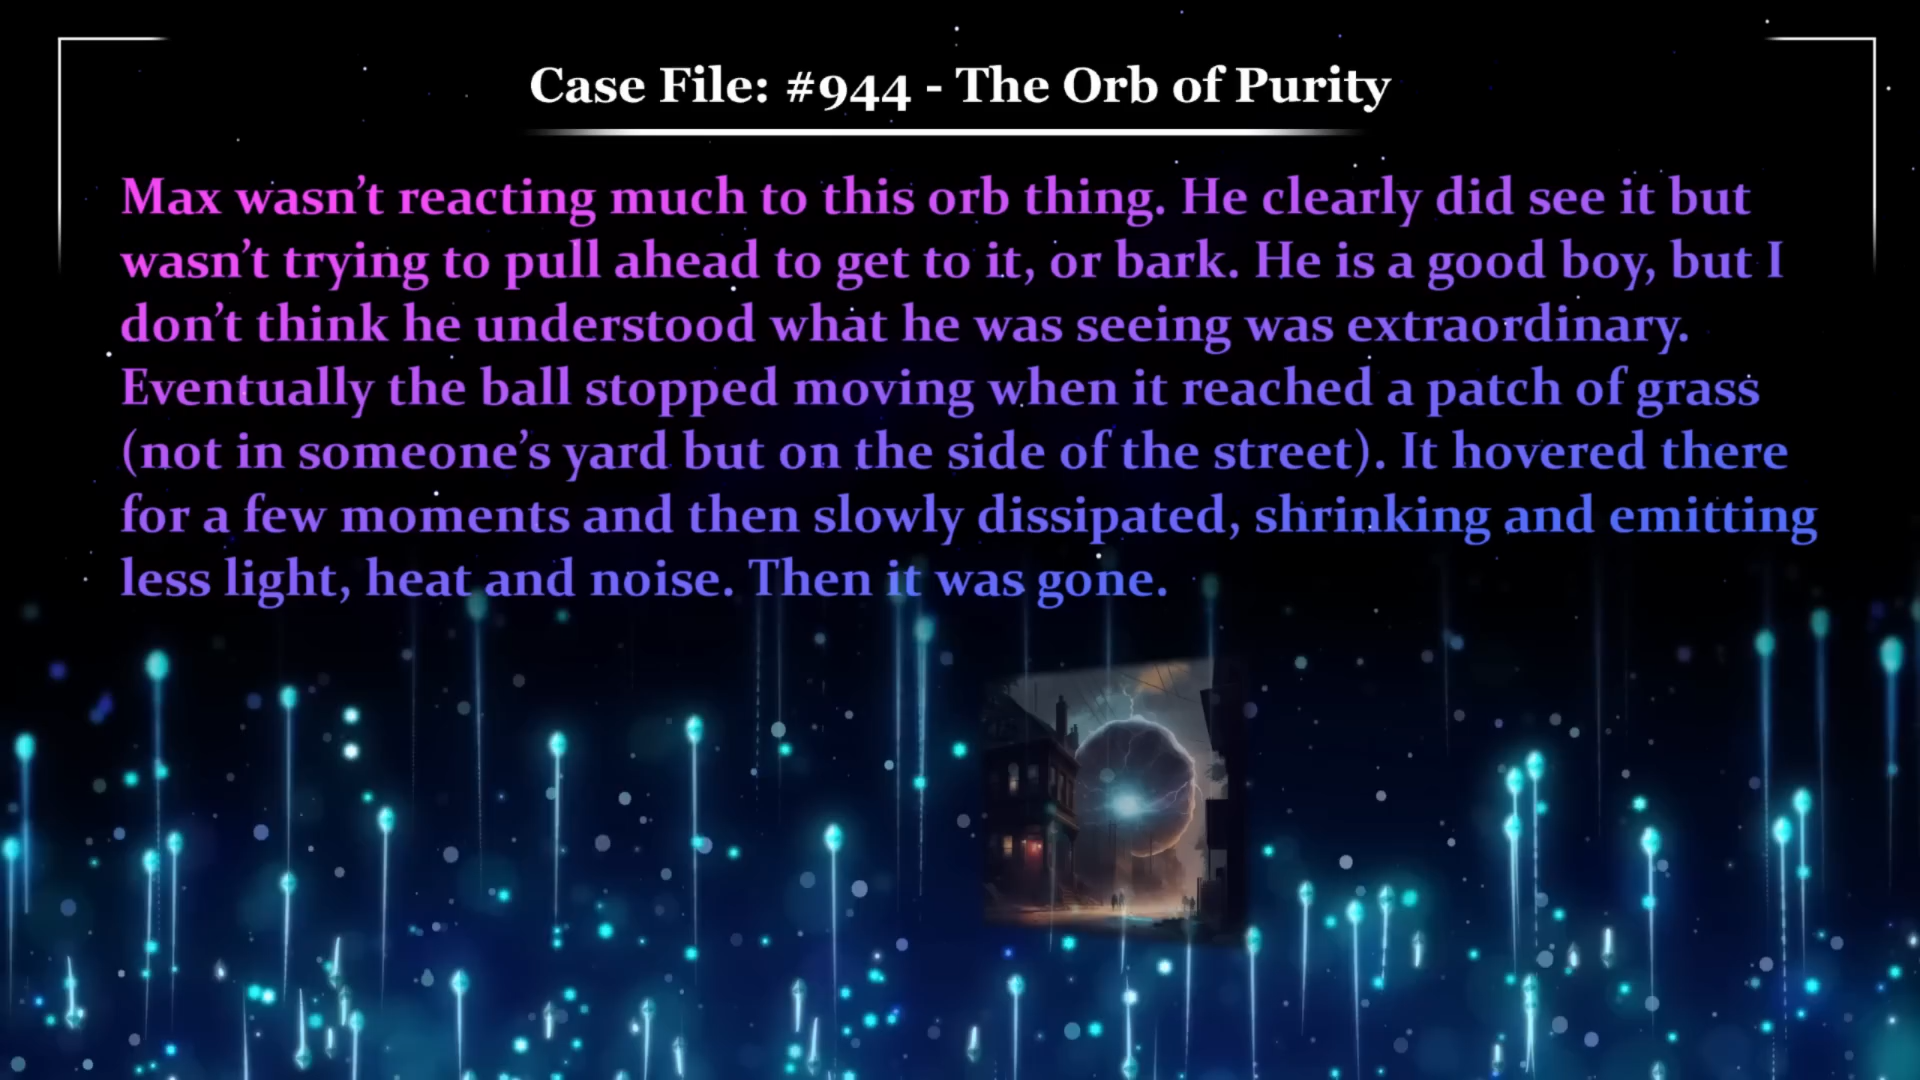 Case File: #944 - The Orb of Purity
Max wasn’t reacting much to this orb thing. He clearly did see it but
wasn’t trying to pull ahead to get to it, or bark. He is a good boy, but I
don’t think he understood what he was seeing was extraordinary.
Eventually the ball stopped moving when it reached a patch of grass
(not in someone’s yard but on the side of the street). It hovered there
for a few moments and then slowly dissipated, shrinking and emitting
less light, heat and noise. Then it was gone.